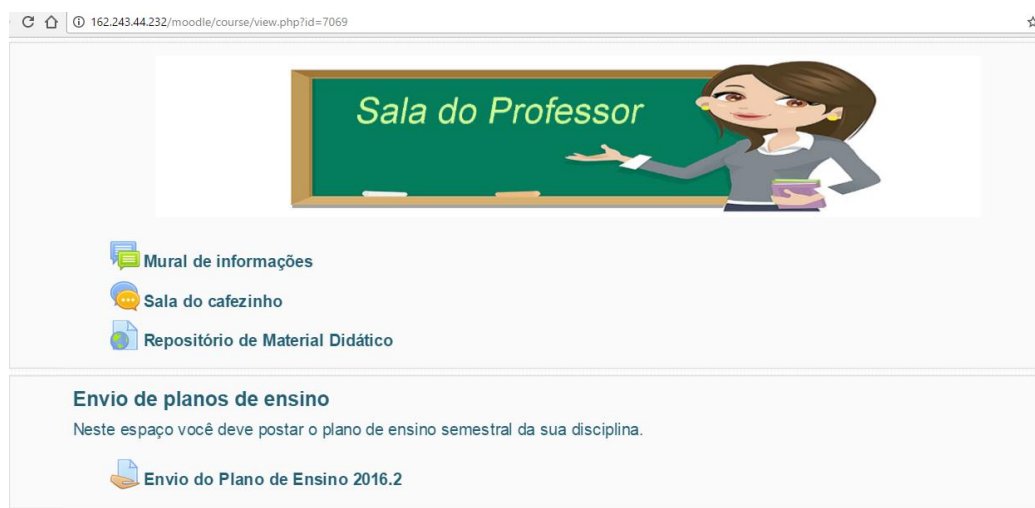 162.243.44.232/moodle/course/view.php?id=7069
Sala do Professor
Mural de informações
Sala do cafezinho
Repositório de Material Didático
Envio de planos de ensino
Neste espaço você deve postar o plano de ensino semestral da sua disciplina.
Envio do Plano de Ensino 2016.2